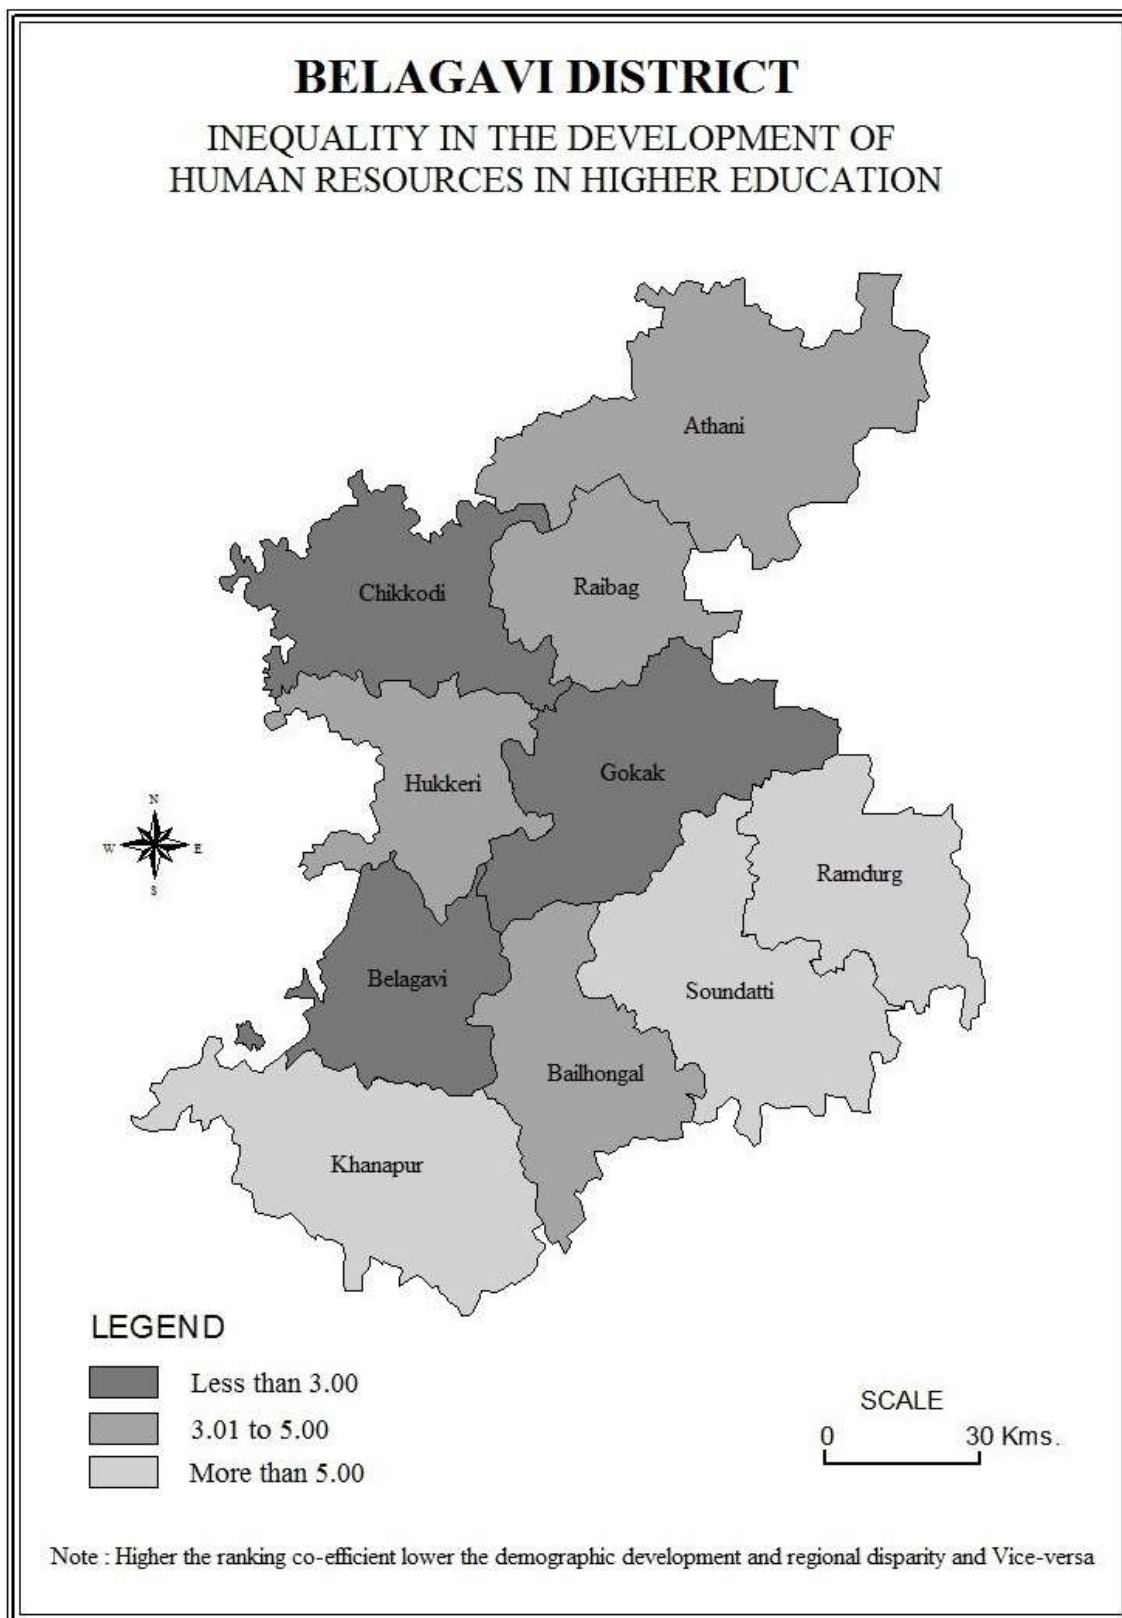 BELAGAVI DISTRICT
INEQUALITY IN THE DEVELOPMENT OF
HUMAN RESOURCES IN HIGHER EDUCATION
Athani
Chikkodi
Raibag
Hukkeri
Gokak
N
W E
S
Ramdurg
Belagavi
Soundatti
Bailhongal
Khanapur
LEGEND
Less than 3.00
3.01 to 5.00
More than 5.00
SCALE
0 30 Kms.
Note : Higher the ranking co-efficient lower the demographic development and regional disparity and Vice-versa